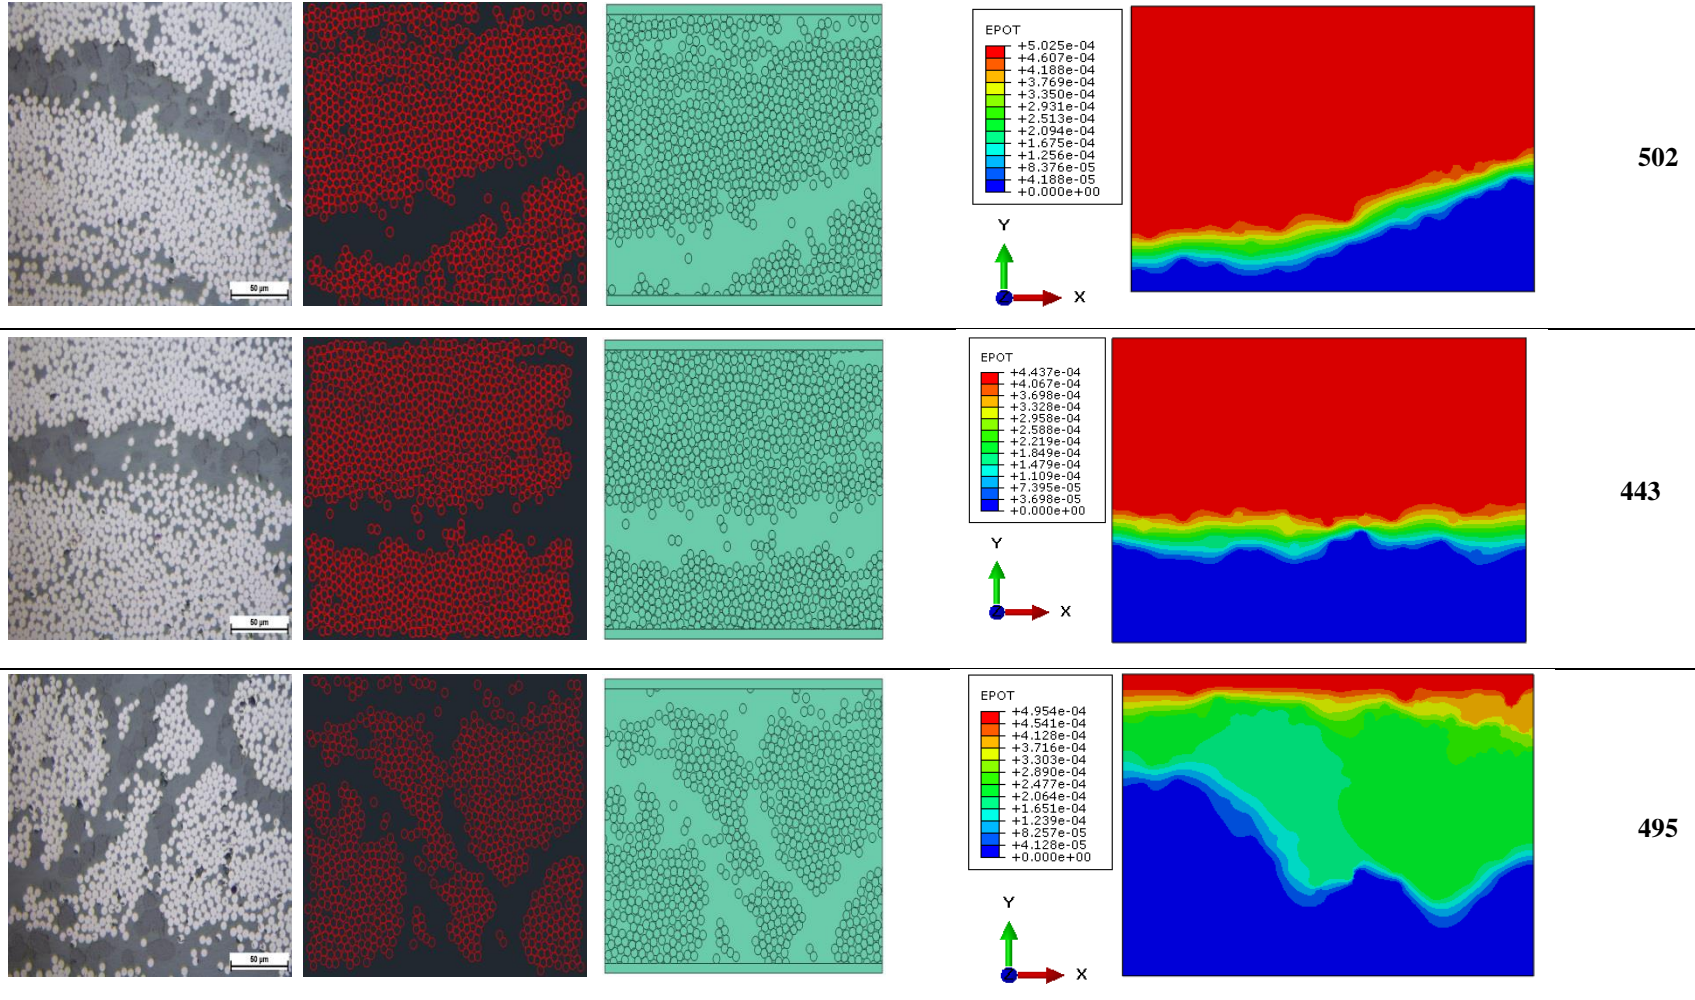 EPOT
+5.025e-04
+4.607e-04
+4.188e-04
+3.769e-04
+3.350e-04
+2.931e-04
+2.513e-04
+2.094e-04
+1.675e-04
+1.256e-04
+8.376e-05
+4.188e-05
+0.000e+00
Y
Z
X
50 µm
502
EPOT
+4.437e-04
+4.067e-04
+3.698e-04
+3.328e-04
+2.958e-04
+2.588e-04
+2.219e-04
+1.849e-04
+1.479e-04
+1.109e-04
+7.395e-05
+3.698e-05
+0.000e+00
Y
Z
X
50 µm
443
EPOT
+4.954e-04
+4.541e-04
+4.128e-04
+3.716e-04
+3.303e-04
+2.890e-04
+2.477e-04
+2.064e-04
+1.651e-04
+1.239e-04
+8.257e-05
+4.128e-05
+0.000e+00
Y
Z
X
50 µm
495